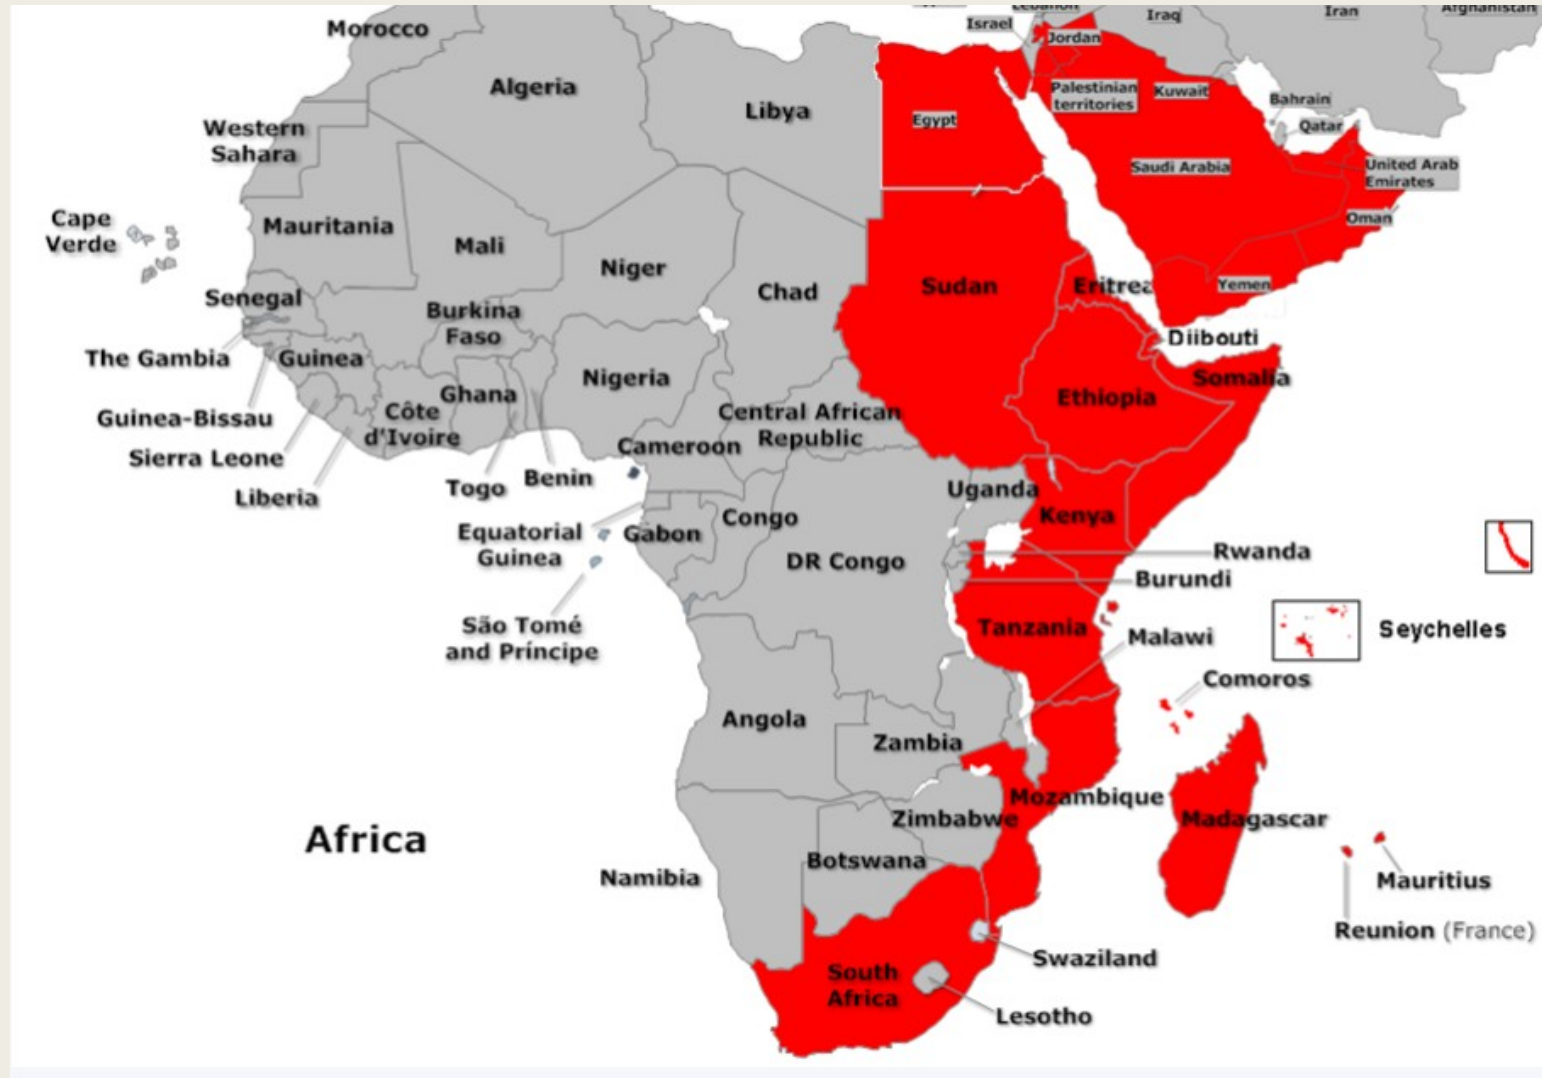 Lebanon
Iraq
Iran
Afghanistan
Israel
Morocco
Jordan
Algeria
Palestinian
territories
Kuwait
Libya
Bahrain
Egypt
Qatar
Western
Sahara
Saudi Arabia
United Arab
Emirates
Cape
Verde
Oman
Mauritania
Mali
Niger
Chad
Sudan
Eritrea
Yemen
Senegal
Burkina
Faso
Diibouti
The Gambia
Guinea
Nigeria
Somalia
Ghana
Ethiopia
Guinea-Bissau
Côte
d'Ivoire
Central African
Republic
Cameroon
Sierra Leone
Togo
Benin
Uganda
Liberia
Kenya
Equatorial
Guinea
Gabon
Congo
DR Congo
Rwanda
Burundi
São Tomé
and Príncipe
Tanzania
Malawi
Seychelles
Comoros
Angola
Zambia
Mozambique
Zimbabwe
Madagascar
Africa
Botswana
Namibia
Mauritius
Reunion (France)
Swaziland
South
Africa
Lesotho